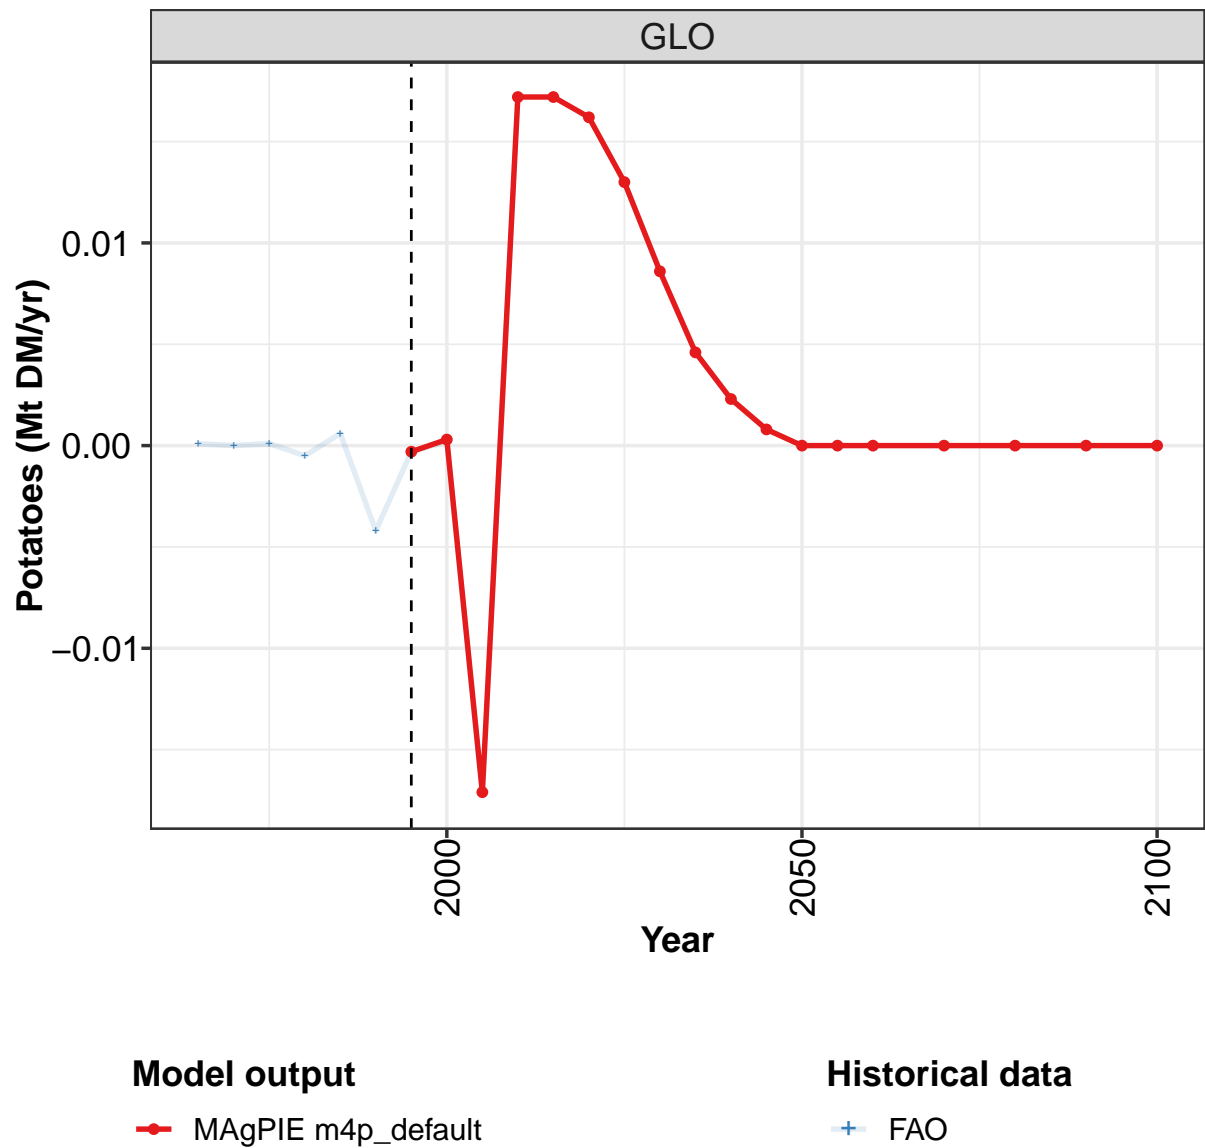 GLO
Potatoes (Mt DM/yr)
0.01
0.00
−0.01
2000
2050
2100
Year
Model output
MAgPIE m4p_default
Historical data
FAO